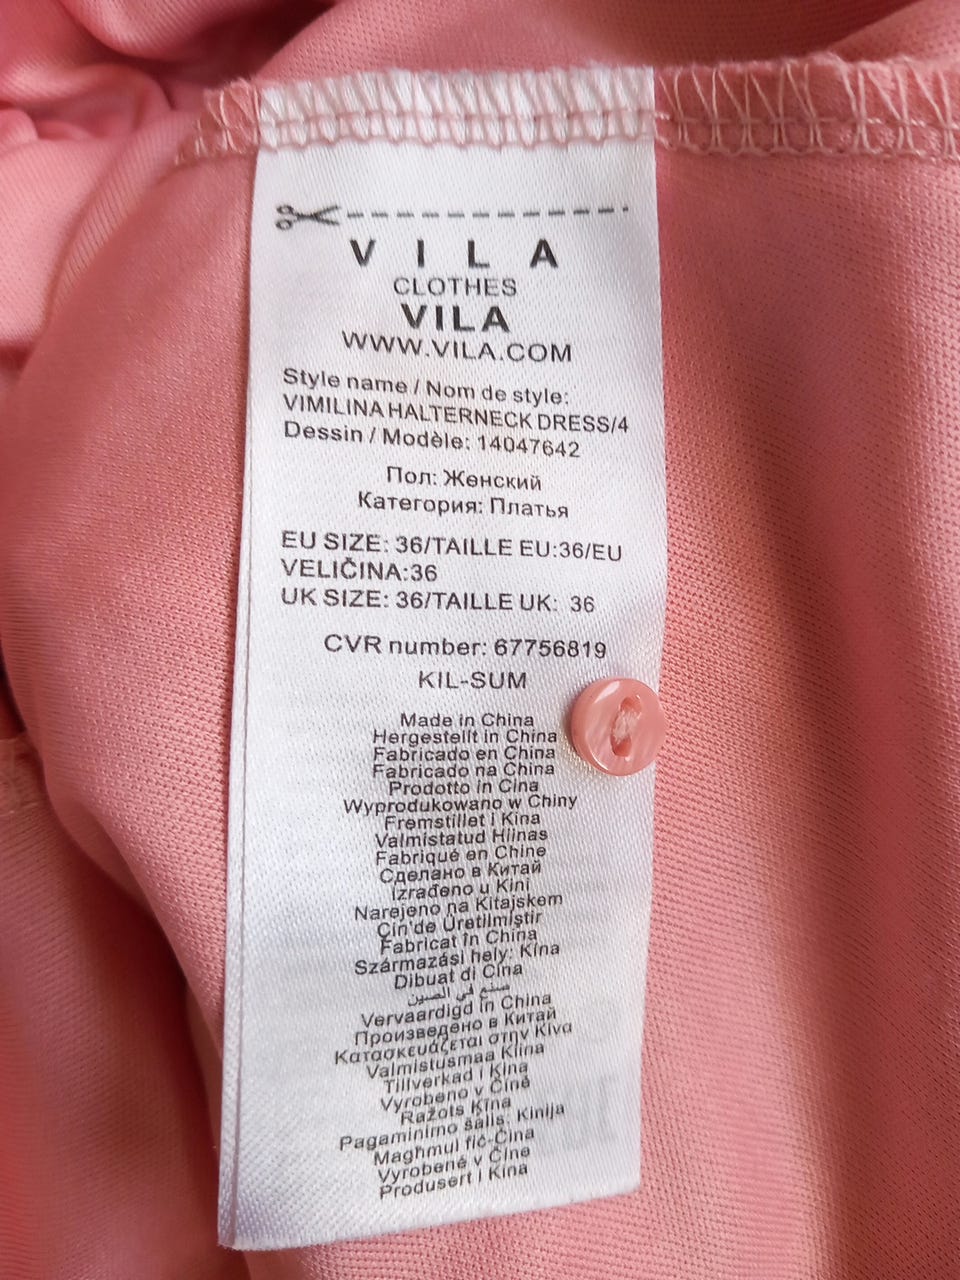 VILA
CLOTHES
VILA
WWW.VILA.COM
Style name / Nom de style:
VIMILINA HALTERNECK DRESS/4
Dessin / Modèle: 14047642
Пол: Женский
Категория: Платья
EU SIZE: 36/TAILLE EU:36/EU
VELIČINA:36
UK SIZE: 36/TAILLE UK: 36
CVR number: 67756819
KIL-SUM
Made in China
Hergestellt in China
Fabricado en China
Fabricado na China
Prodotto in Cina
Wyprodukowano w Chiny
Fremstillet i Kina
Valmistatud Hiinas
Fabriqué en Chine
Сделано в Китай
Izrađeno u Kini
Narejeno na Kitajskem
Çin'de Üretilmiştir
Fabricat în China
Származási hely: Kína
Dibuat di Cina
صنع في الصين
Vervaardigd in China
Произведено в Китай
Κατασκευάζεται στην Κίνα
Valmistusmaa Kiina
Tillverkad i Kina
Vyrobeno v Číně
Ražots Ķīnā
Pagaminimo šalis: Kinija
Magħmul fiċ-Ċina
Vyrobené v Číne
Produsert i Kina